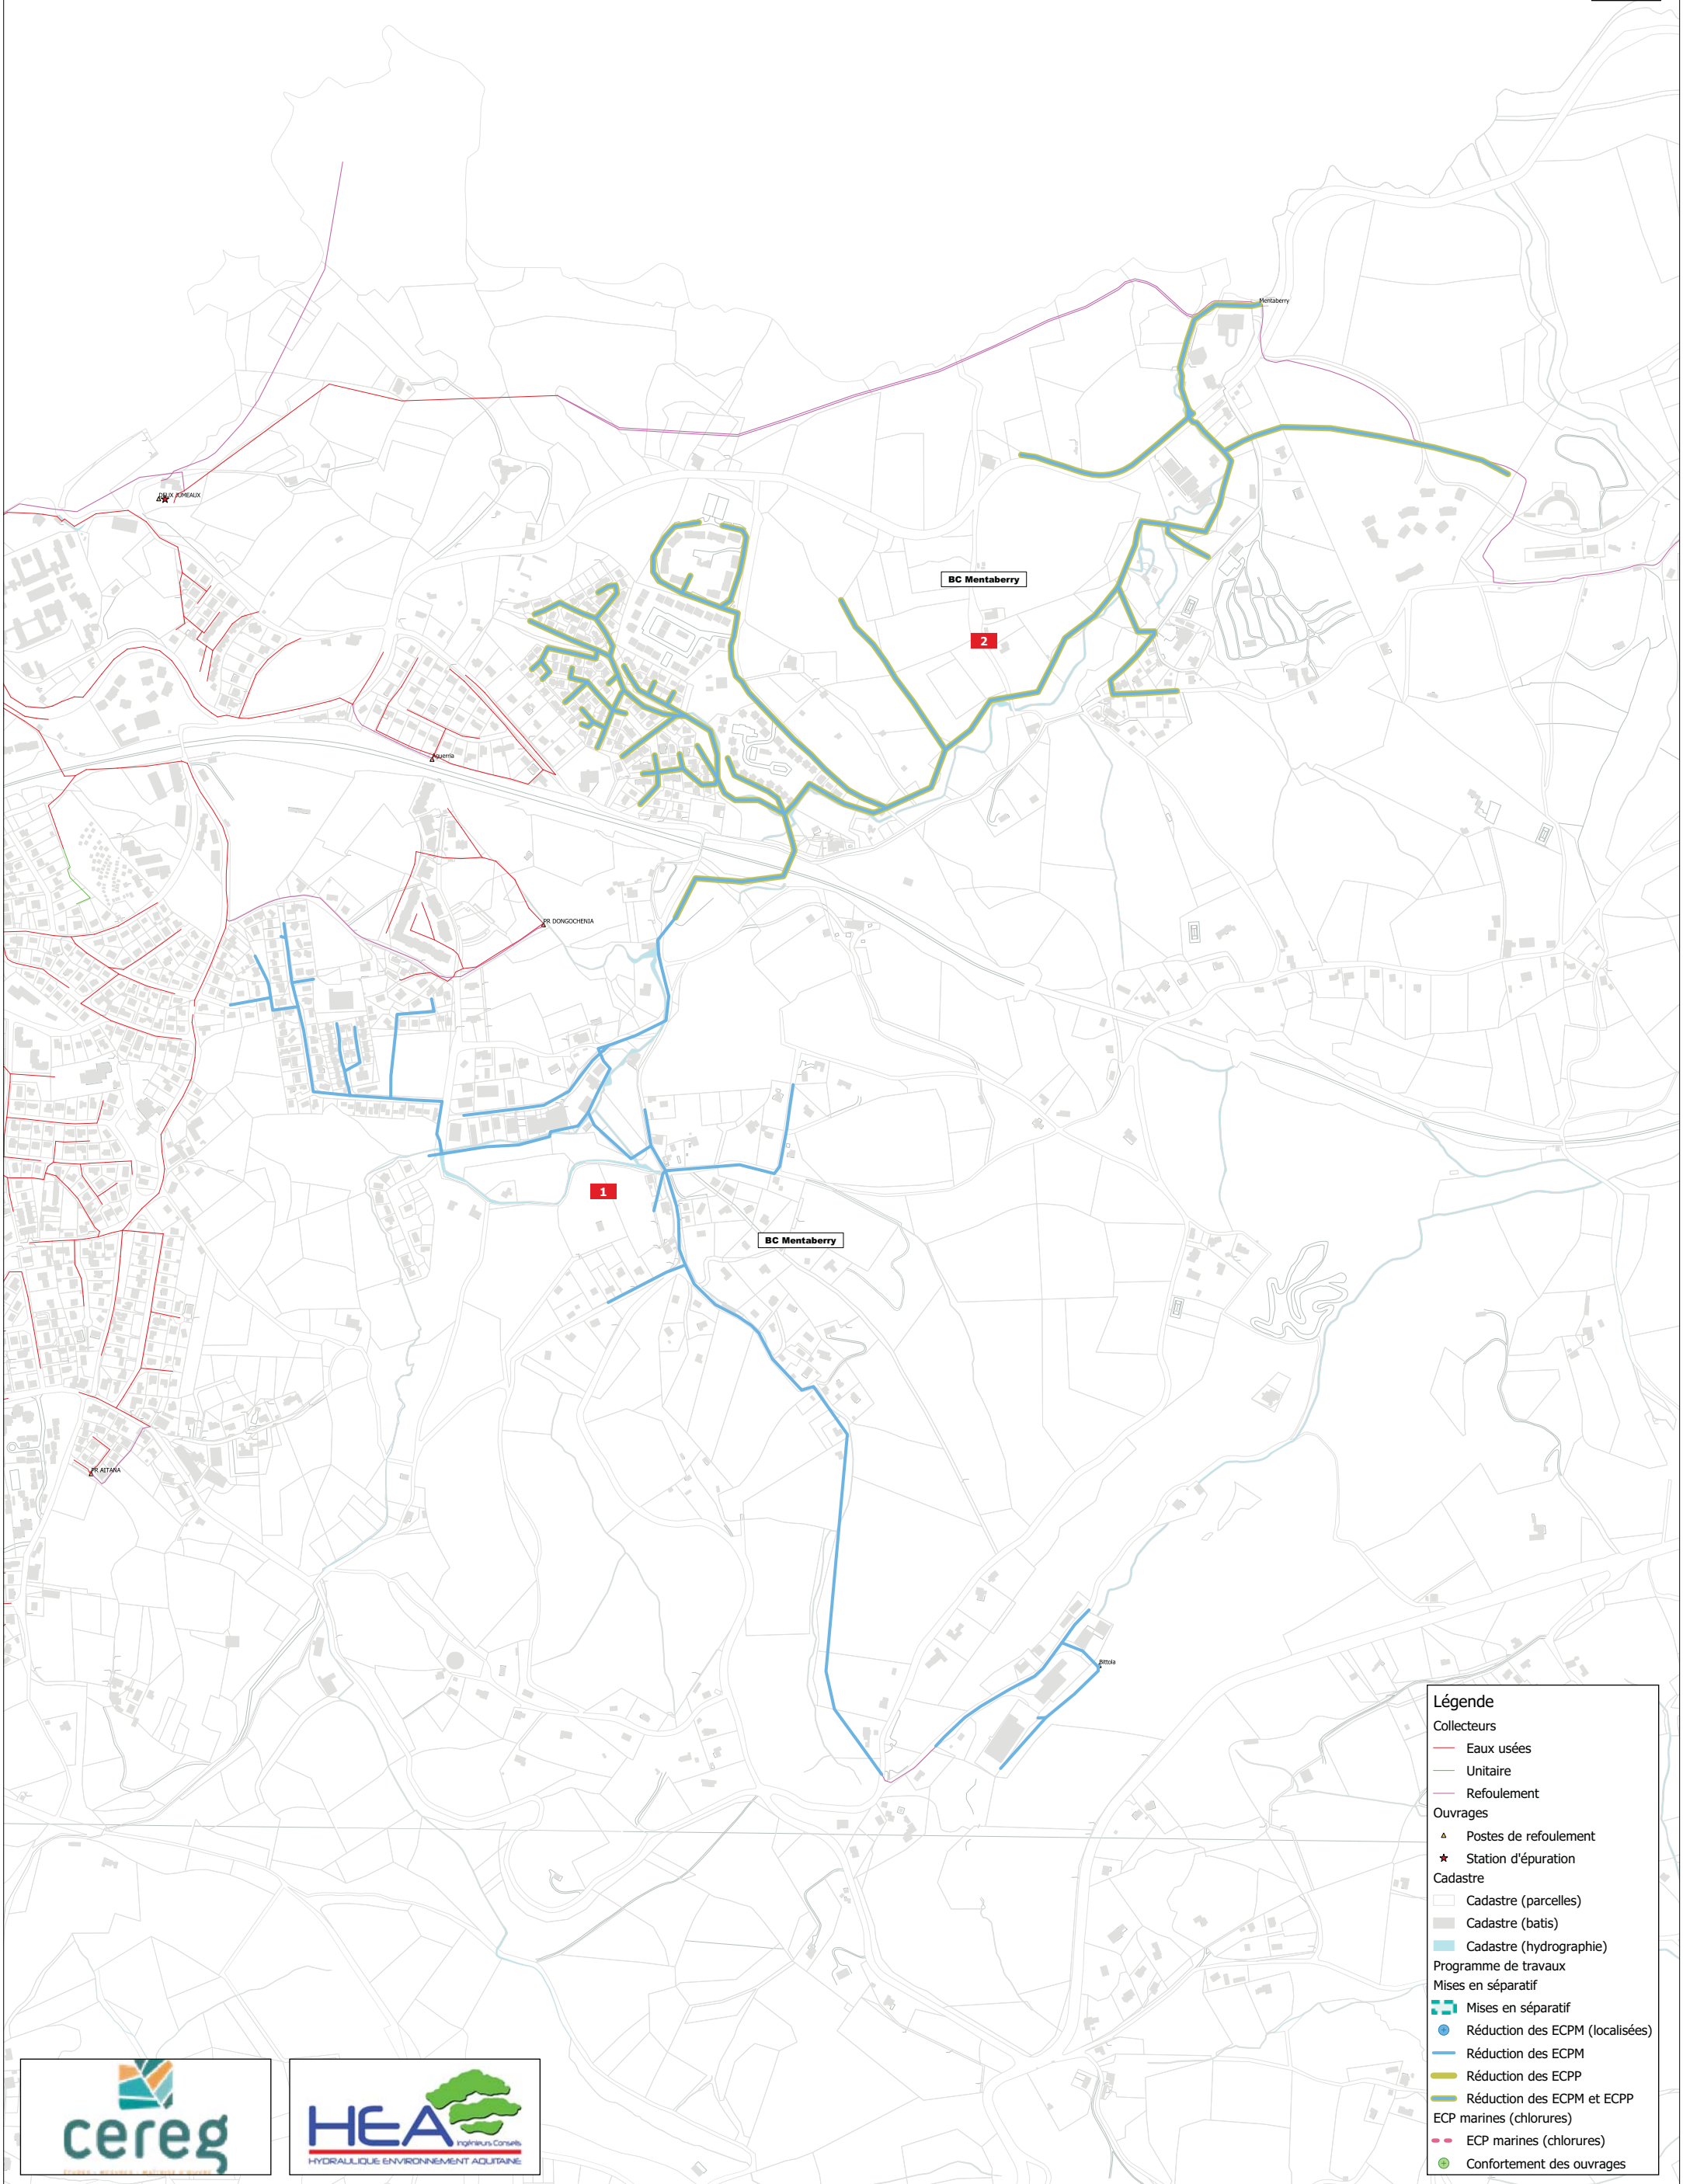 Mentaberry
DEUX JUMEAUX
BC Mentaberry
2
Aguerria
PR DONGOCHENIA
1
BC Mentaberry
PR AITANA
Bittola
Légende
Collecteurs
Eaux usées
Unitaire
Refoulement
Ouvrages
Postes de refoulement
Station d'épuration
Cadastre
Cadastre (parcelles)
Cadastre (batis)
Cadastre (hydrographie)
Programme de travaux
Mises en séparatif
Mises en séparatif
Réduction des ECPM (localisées)
Réduction des ECPM
Réduction des ECPP
Réduction des ECPM et ECPP
ECP marines (chlorures)
ECP marines (chlorures)
Confortement des ouvrages
cereg
HEA
Ingénieurs Conseils
HYDRAULIQUE ENVIRONNEMENT AQUITAINE